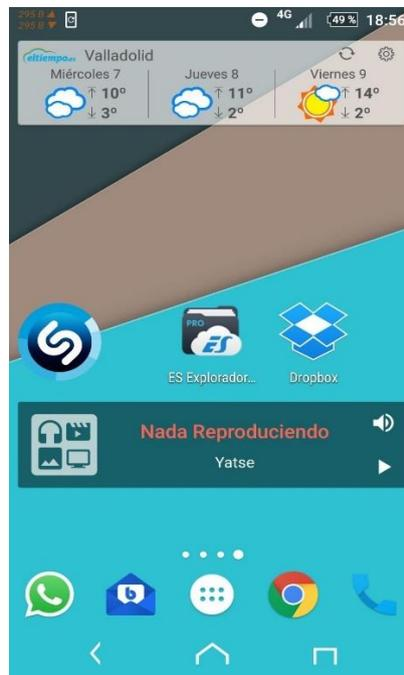 295 B
295 B
4G
49 %
18:56
eltiempo.es
Valladolid
Miércoles 7
Jueves 8
Viernes 9
10°
3°
11°
2°
14°
2°
PRO
ES
ES Explorador...
Dropbox
Nada Reproduciendo
Yatse
b